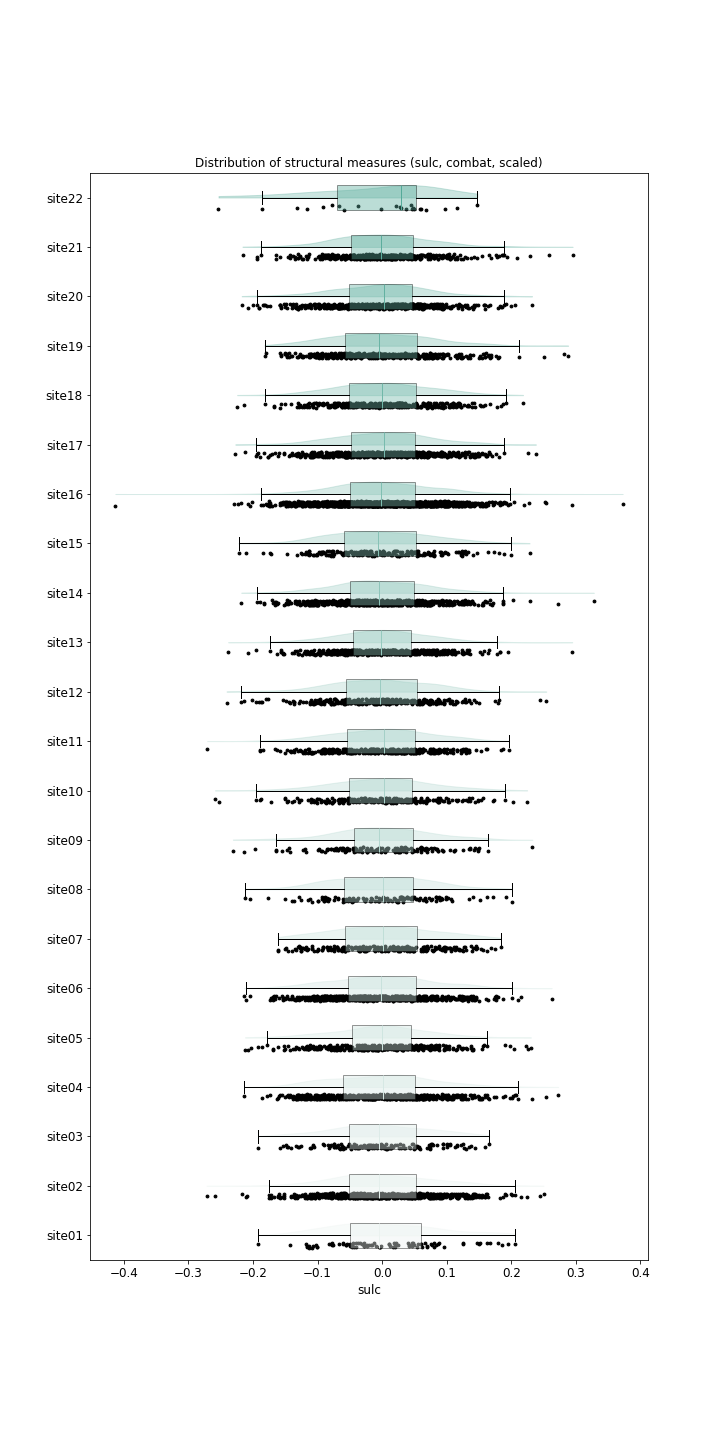 Distribution of structural measures (sulc, combat, scaled)
site22
site21
site20
site19
site18
site17
site16
site15
site14
site13
site12
site11
site10
site09
site08
site07
site06
site05
site04
site03
site02
site01
−0.4 −0.3 −0.2 −0.1 0.0 0.1 0.2 0.3 0.4
sulc